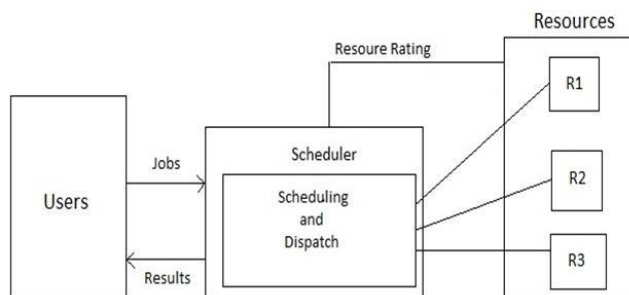 Resources
Resoure Rating
R1
Jobs
Scheduler
Scheduling
and
Dispatch
R2
Users
Results
R3